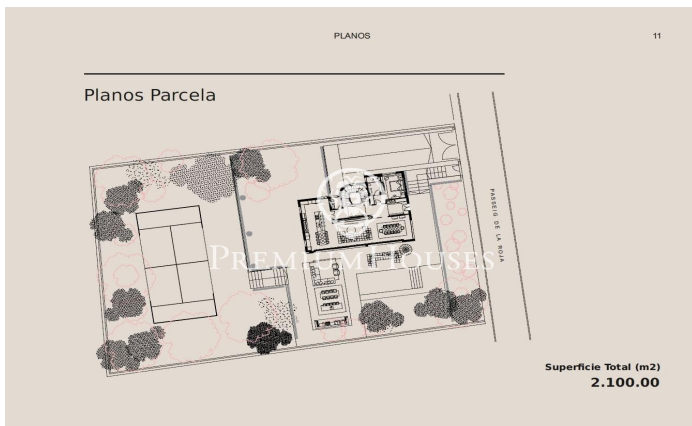 PLANOS
11
Planos Parcela
PASSEIG DE LA ROJA
PREMIUM HOUSES
Superficie Total (m2)
2.100.00